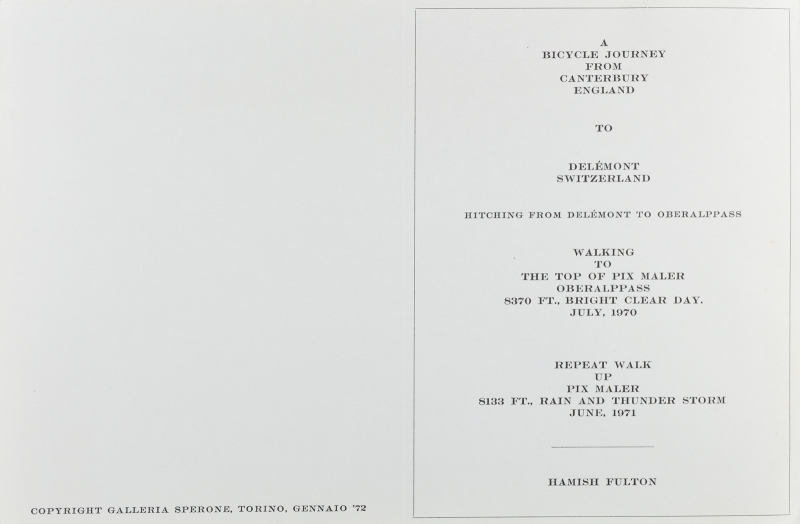 A
BICYCLE JOURNEY
FROM
CANTERBURY
ENGLAND
TO
DELÉMONT
SWITZERLAND
HITCHING FROM DELÉMONT TO OBERALPPASS
WALKING
TO
THE TOP OF PIX MALER
OBERALPPASS
8370 FT., BRIGHT CLEAR DAY.
JULY, 1970
REPEAT WALK
UP
PIX MALER
8133 FT., RAIN AND THUNDER STORM
JUNE, 1971
HAMISH FULTON
COPYRIGHT GALLERIA SPERONE, TORINO, GENNAIO '72